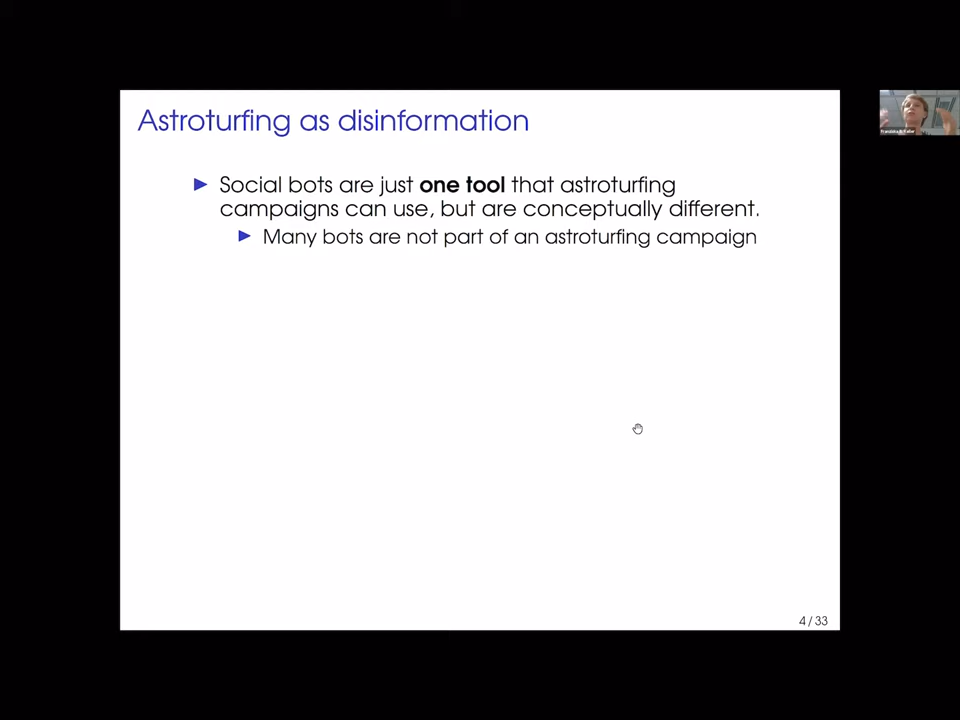 Astroturfing as disinformation
Social bots are just one tool that astroturfing
campaigns can use, but are conceptually different.
Many bots are not part of an astroturfing campaign
4 / 33